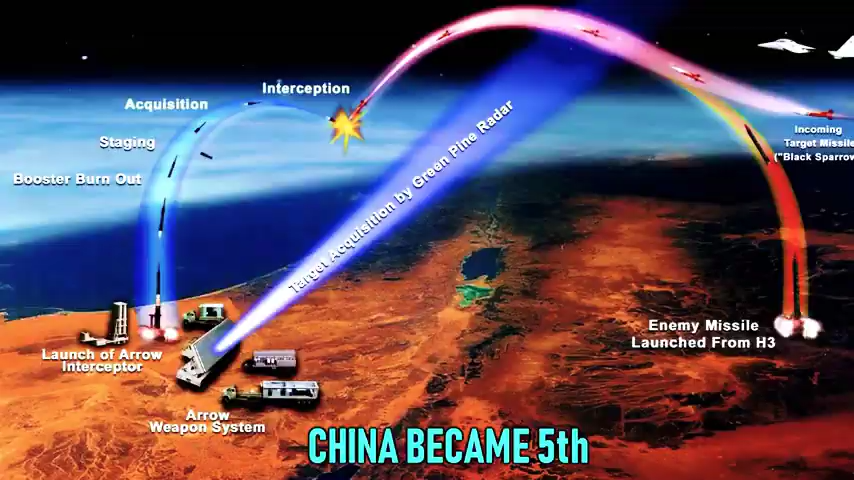 Interception
Acquisition
Staging
Booster Burn Out
Target Acquisition by Green Pine Radar
Incoming
Target Missile
("Black Sparrow
Enemy Missile
Launched From H3
Launch of Arrow
Interceptor
Arrow
Weapon System
CHINA BECAME 5th